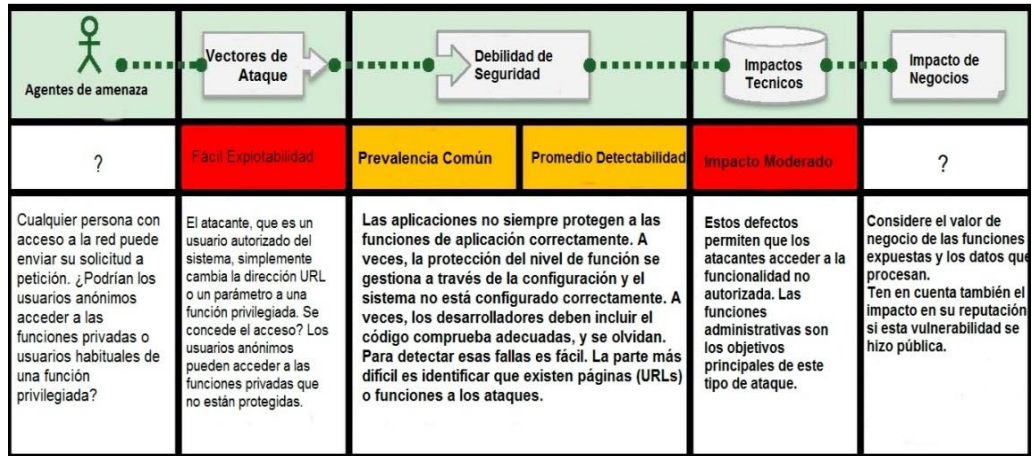 Agentes de amenaza
Vectores de
Ataque
Debilidad de
Seguridad
Impactos
Tecnicos
Impacto de
Negocios
?
Fácil Explotabilidad
Prevalencia Común
Promedio Detectabilidad
Impacto Moderado
?
Cualquier persona con
acceso a la red puede
enviar su solicitud a
petición. ¿Podrían los
usuarios anónimos
acceder a las
funciones privadas o
usuarios habituales de
una función
privilegiada?
El atacante, que es un
usuario autorizado del
sistema, simplemente
cambia la dirección URL
o un parámetro a una
función privilegiada. Se
concede el acceso? Los
usuarios anónimos
pueden acceder a las
funciones privadas que
no están protegidas.
Las aplicaciones no siempre protegen a las
funciones de aplicación correctamente. A
veces, la protección del nivel de función se
gestiona a través de la configuración y el
sistema no está configurado correctamente. A
veces, los desarrolladores deben incluir el
código comprueba adecuadas, y se olvidan.
Para detectar esas fallas es fácil. La parte más
difícil es identificar que existen páginas (URLs)
o funciones a los ataques.
Estos defectos
permiten que los
atacantes acceder a la
funcionalidad no
autorizada. Las
funciones
administrativas son
los objetivos
principales de este
tipo de ataque.
Considere el valor de
negocio de las funciones
expuestas y los datos que
procesan.
Ten en cuenta también el
impacto en su reputación
si esta vulnerabilidad se
hizo pública.